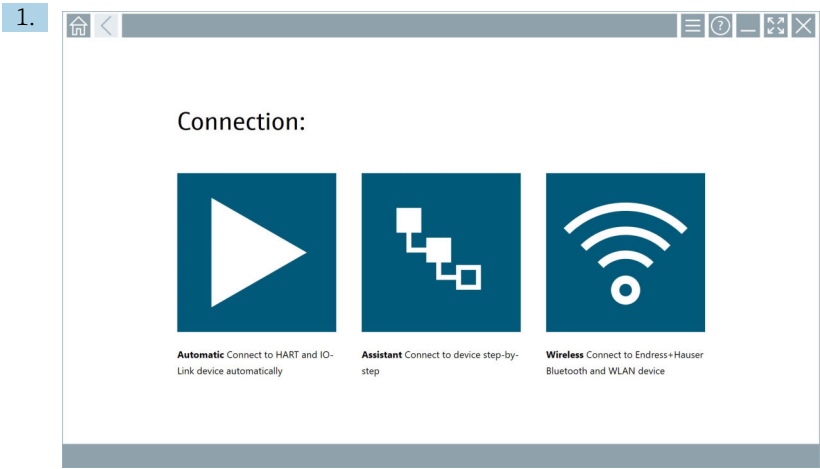 1.
Connection:
Automatic Connect to HART and IO-
Link device automatically
Assistant Connect to device step-by-
step
Wireless Connect to Endress+Hauser
Bluetooth and WLAN device